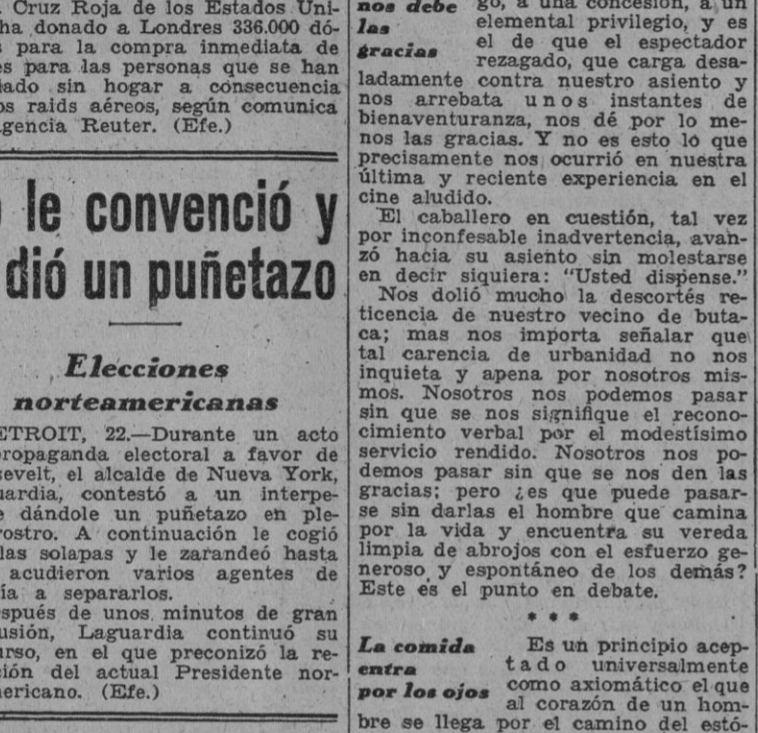 Cruz Roja de los Estados Uni-
ha donado a Londres 336.000 dó-
s para la compra inmediata de
es para las personas que se han
dado sin hogar a consecuencia
os raids aéreos, según comunica
gencia Reuter. (Efe.)
le convenció y
dió un puñetazo
Elecciones
norteamericanas
ETROIT, 22.—Durante un acto
propaganda electoral a favor de
sevelt, el alcalde de Nueva York,
uardia, contestó a un interpe-
e dándole un puñetazo en ple-
rostro. A continuación le cogió
las solapas y le zarandeó hasta
acudieron varios agentes de
ía a separarlos.
spués de unos minutos de gran
usión, Laguardia continuó su
urso, en el que preconizó la re-
ción del actual Presidente nor-
ericano. (Efe.)
nos debe
las
gracias
go, a una concesión, a un
elemental privilegio, y es
el de que el espectador
rezagado, que carga desa-
ladamente contra nuestro asiento y
nos arrebata unos instantes de
bienaventuranza, nos dé por lo me-
nos las gracias. Y no es esto lo que
precisamente nos ocurrió en nuestra
última y reciente experiencia en el
cine aludido.
El caballero en cuestión, tal vez
por inconfesable inadvertencia, avan-
zó hacia su asiento sin molestarse
en decir siquiera: "Usted dispense."
Nos dolió mucho la descortés re-
ticencia de nuestro vecino de buta-
ca; mas nos importa señalar que
tal carencia de urbanidad no nos
inquieta y apena por nosotros mis-
mos. Nosotros nos podemos pasar
sin que se nos signifique el recono-
cimiento verbal por el modestísimo
servicio rendido. Nosotros nos po-
demos pasar sin que se nos den las
gracias; pero ¿es que puede pasar-
se sin darlas el hombre que camina
por la vida y encuentra su vereda
limpia de abrojos con el esfuerzo ge-
neroso y espontáneo de los demás?
Este es el punto en debate.
* * *
La comida
entra
por los ojos
Es un principio acep-
tado universalmente
como axiomático el que
al corazón de un hom-
bre se llega por el camino del estó-